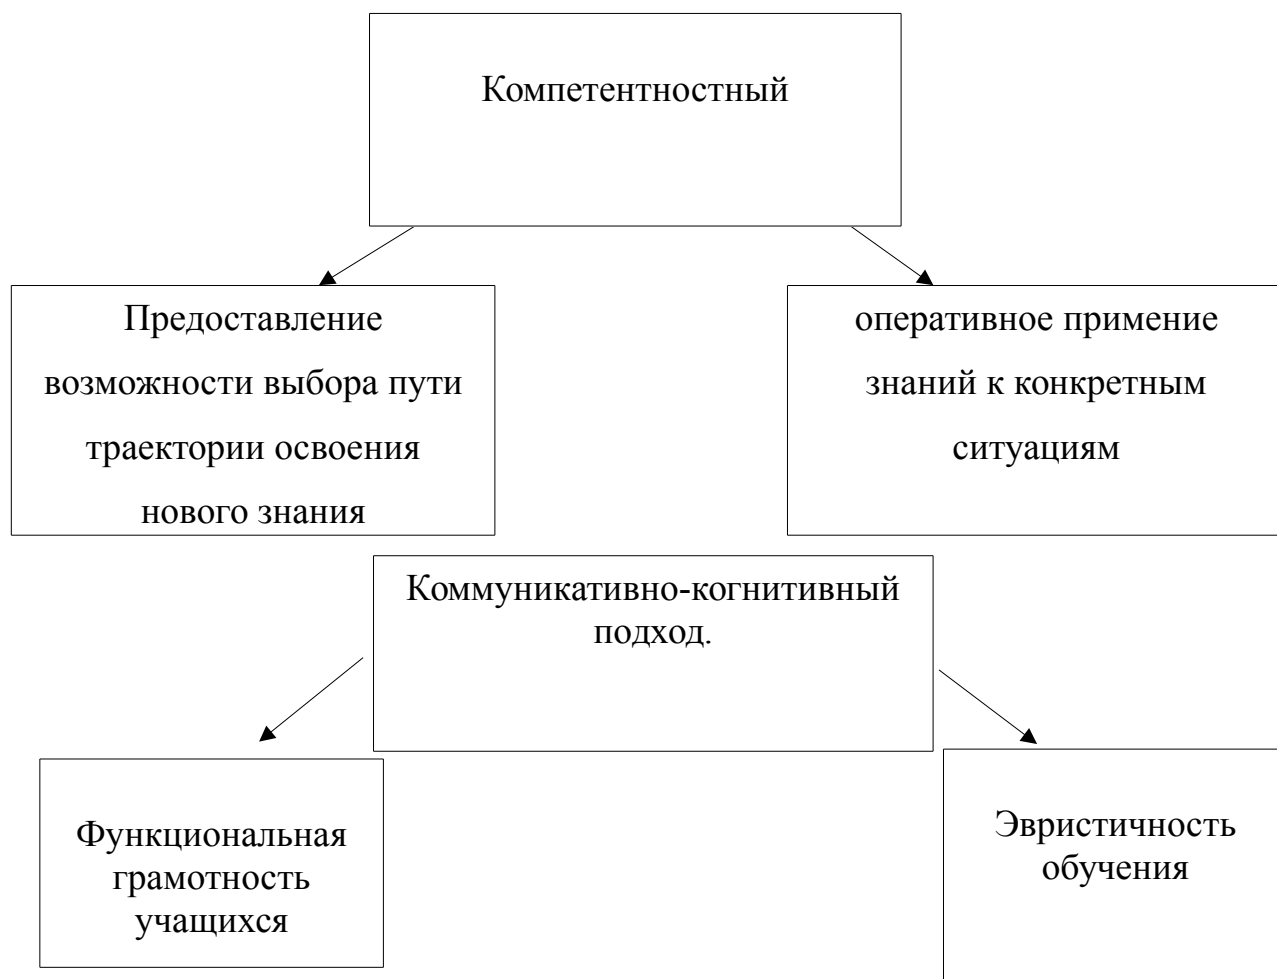 Компетентностный
Предоставление
возможности выбора пути
траектории освоения
нового знания
оперативное примение
знаний к конкретным
ситуациям
Коммуникативно-когнитивный
подход.
Функциональная
грамотность
учащихся
Эвристичность
обучения